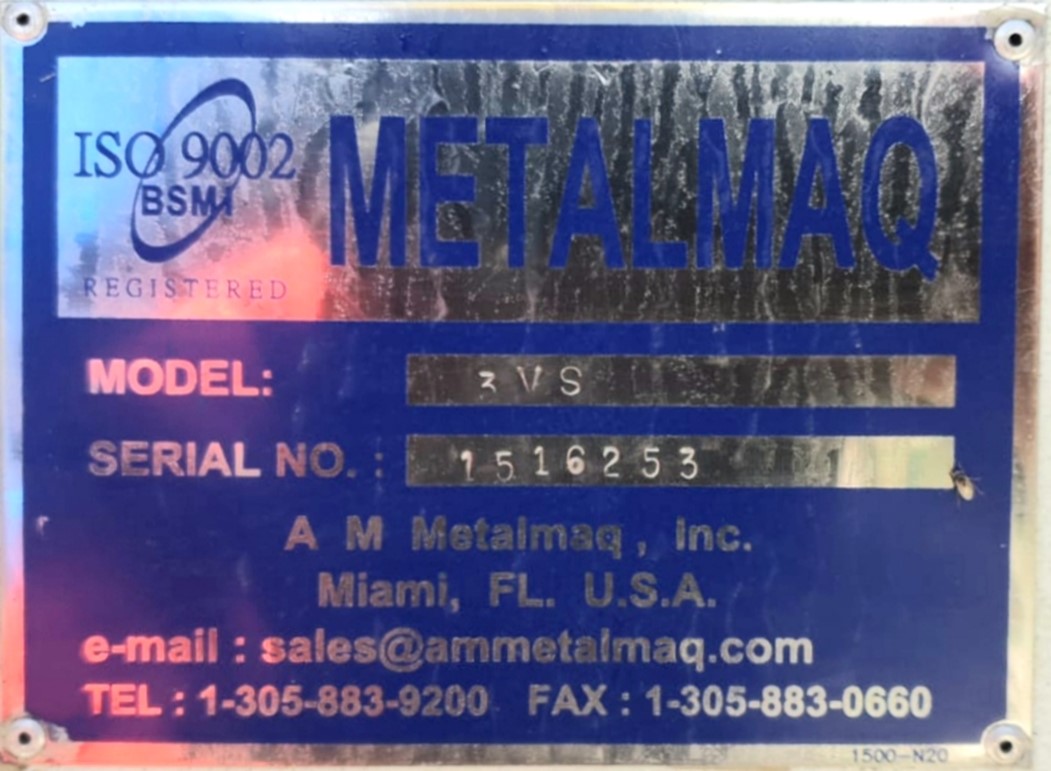 ISO 9002
BSMI
REGISTERED
METALMAQ
MODEL: 3VS
SERIAL NO. : 1516253
A M Metalmaq, Inc.
Miami, FL. U.S.A.
e-mail : sales@ammetalmaq.com
TEL : 1-305-883-9200 FAX : 1-305-883-0660
1500-N20